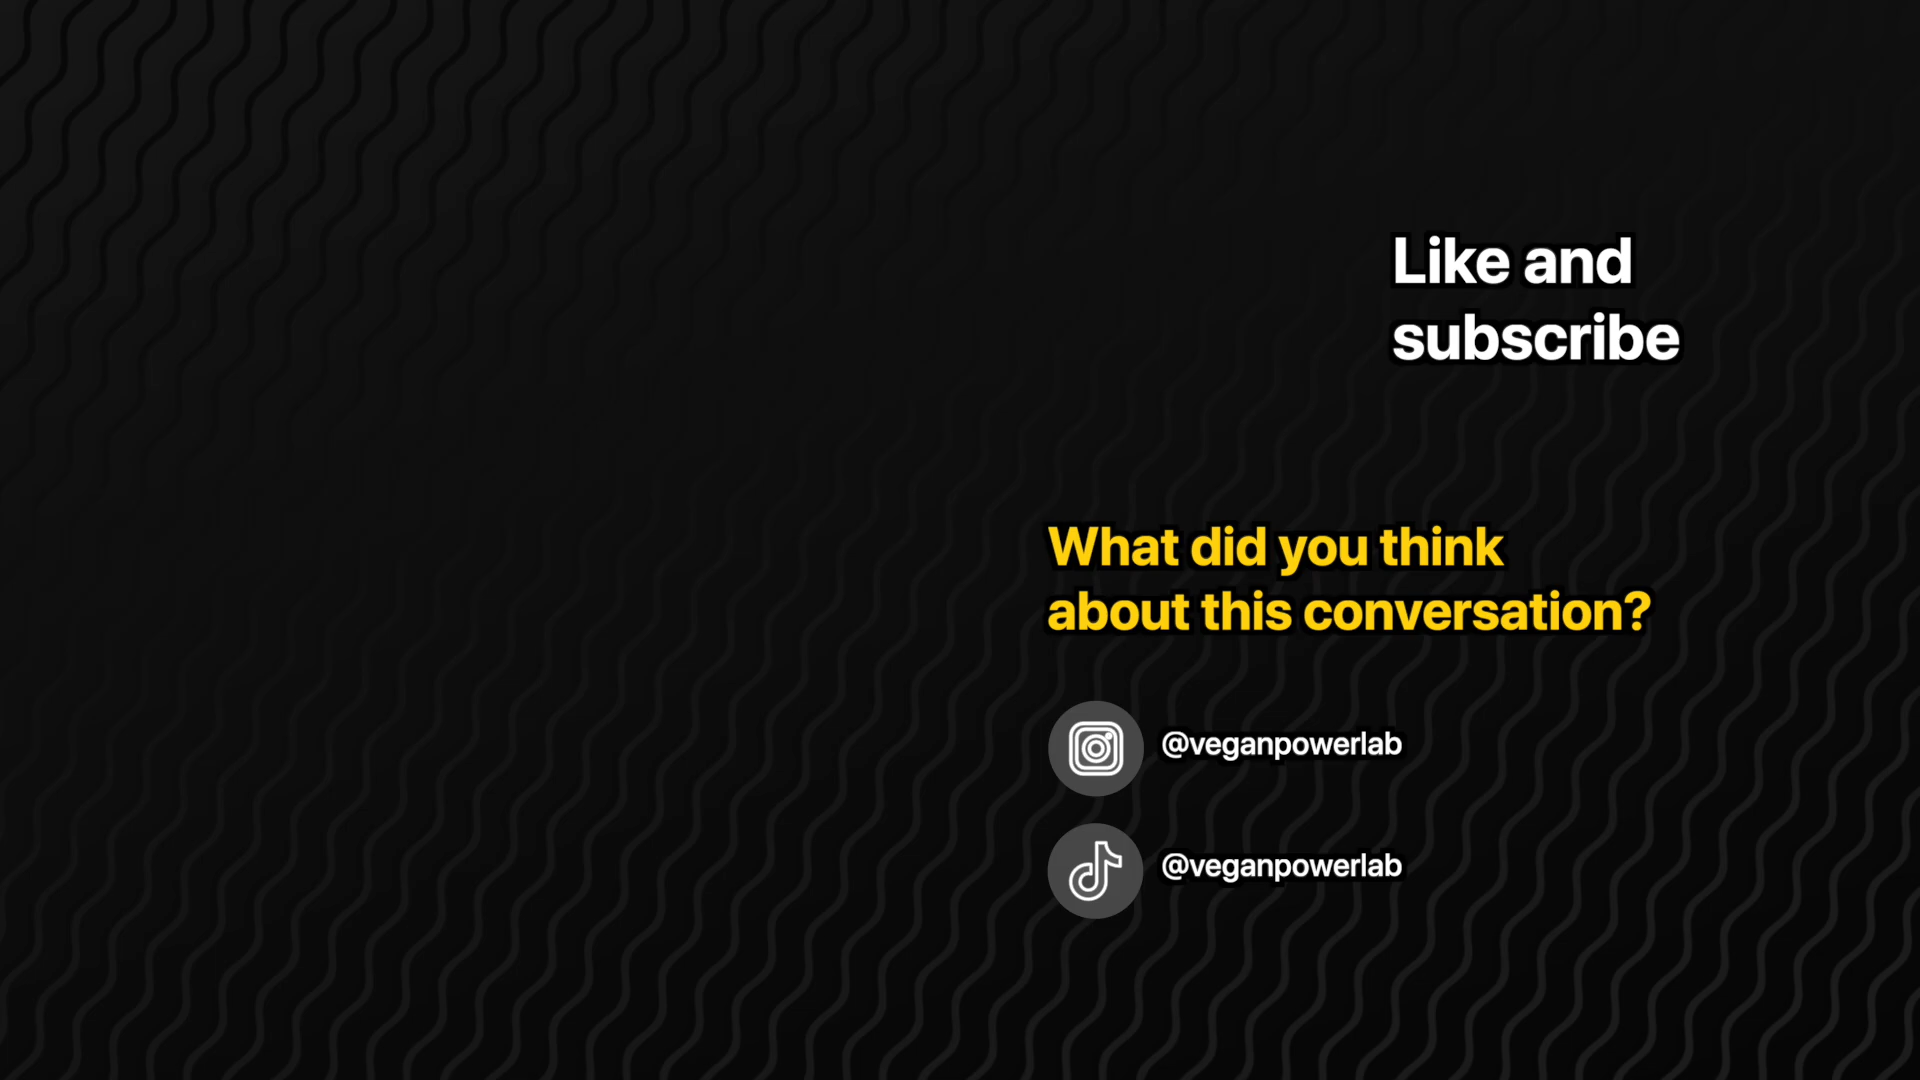 Like and
subscribe
What did you think
about this conversation?
@veganpowerlab
@veganpowerlab